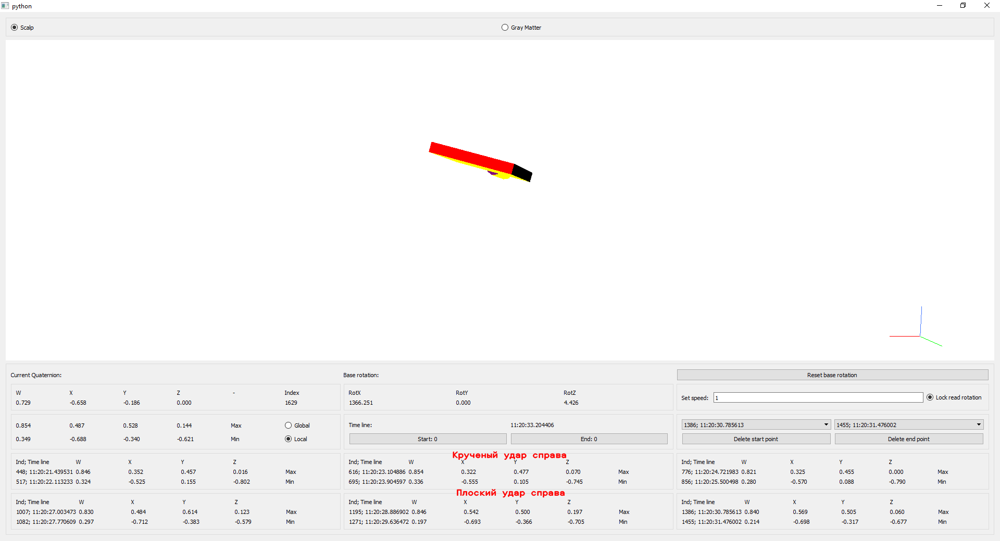 python
Scalp Gray Matter
Current Quaternion: Base rotation: Reset base rotation
W X Y Z - Index RotX RotY RotZ
0.729 -0.658 -0.186 0.000 1629 1366.251 0.000 4.426
Set speed: 1 Lock read rotation
0.854 0.487 0.528 0.144 Max Global Time line: 11:20:33.204406 1386; 11:20:30.785613 1455; 11:20:31.476002
0.349 -0.688 -0.340 -0.621 Min Local Start: 0 End: 0 Delete start point Delete end point
Крученый удар справа
Ind; Time line W X Y Z Ind; Time line W X Y Z Ind; Time line W X Y Z
448; 11:20:21.439531 0.846 0.352 0.457 0.016 Max 616; 11:20:23.104886 0.854 0.322 0.477 0.070 Max 776; 11:20:24.721983 0.821 0.325 0.455 0.000 Max
517; 11:20:22.113233 0.324 -0.525 0.155 -0.802 Min 695; 11:20:23.904597 0.336 -0.555 0.105 -0.745 Min 856; 11:20:25.500498 0.280 -0.570 0.088 -0.790 Min
Плоский удар справа
Ind; Time line W X Y Z Ind; Time line W X Y Z Ind; Time line W X Y Z
1007; 11:20:27.003473 0.830 0.484 0.614 0.123 Max 1195; 11:20:28.886902 0.846 0.542 0.500 0.197 Max 1386; 11:20:30.785613 0.840 0.569 0.505 0.060 Max
1082; 11:20:27.770609 0.297 -0.712 -0.383 -0.579 Min 1271; 11:20:29.636472 0.197 -0.693 -0.366 -0.705 Min 1455; 11:20:31.476002 0.214 -0.698 -0.317 -0.677 Min